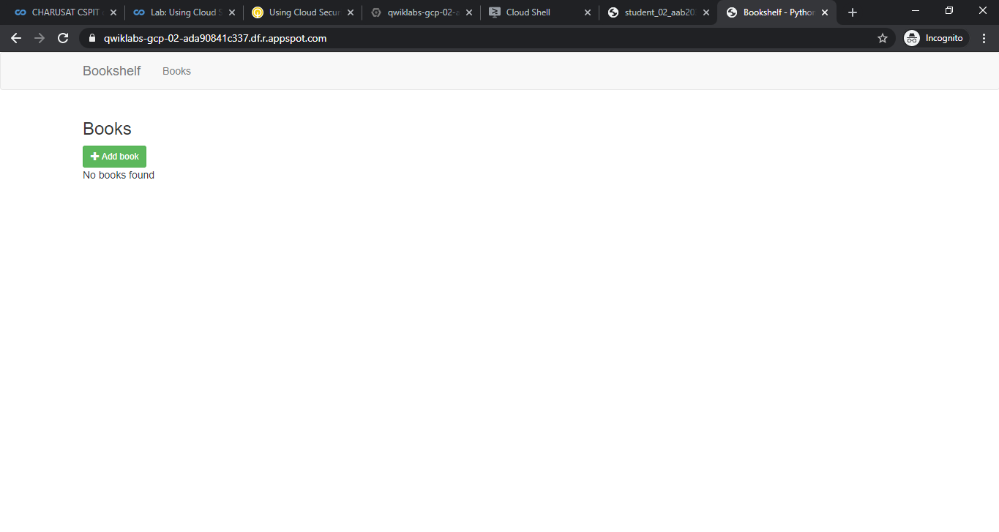 CHARUSAT CSPIT
Lab: Using Cloud S
Using Cloud Secur
qwiklabs-gcp-02-a
Cloud Shell
student_02_aab20
Bookshelf - Python
qwiklabs-gcp-02-ada90841c337.df.r.appspot.com
Incognito
Bookshelf
Books
Books
Add book
No books found